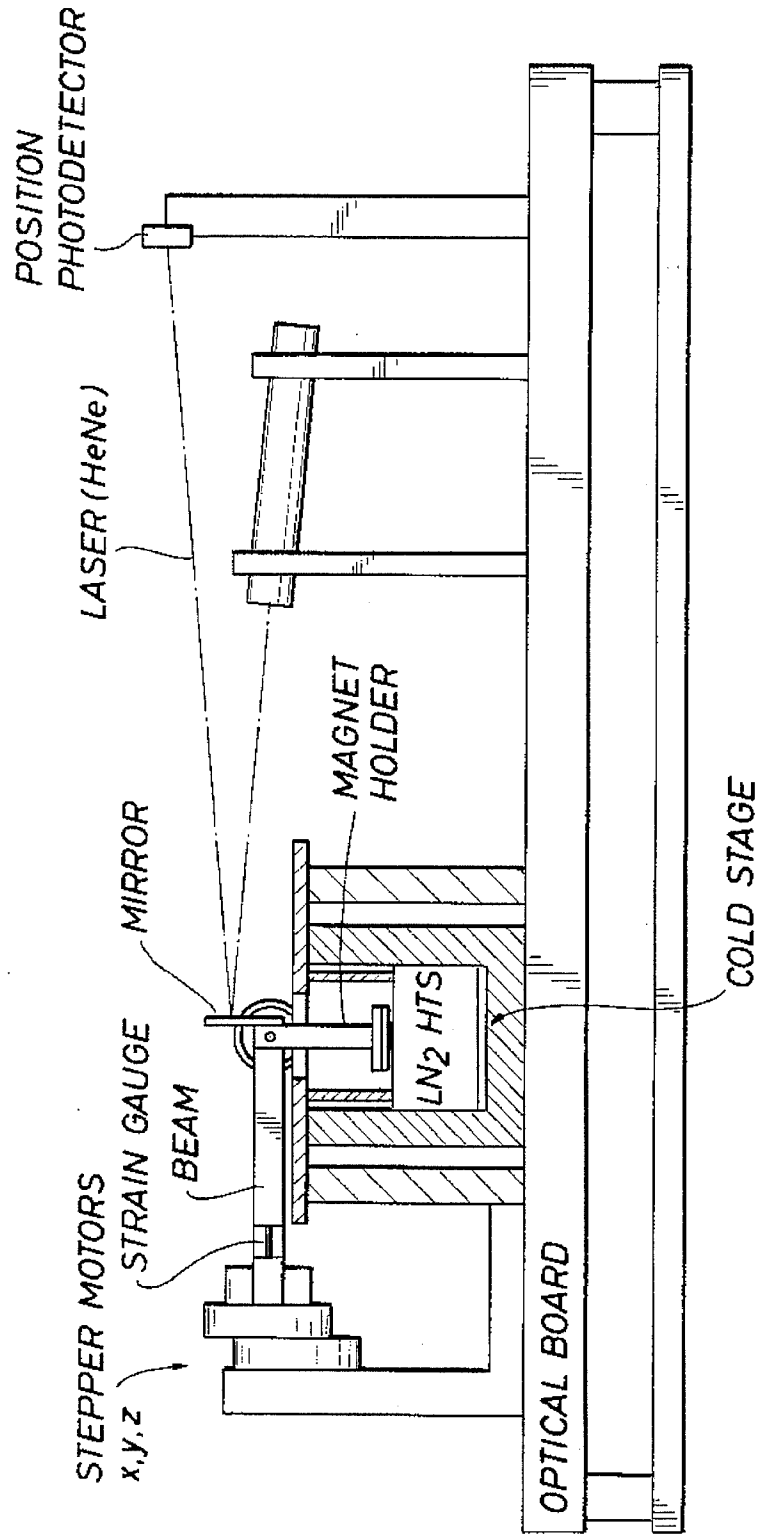 STEPPER MOTORS
x,y,z
STRAIN GAUGE
BEAM
MIRROR
LASER (HeNe)
POSITION
PHOTODETECTOR
MAGNET
HOLDER
LN2 HTS
COLD STAGE
OPTICAL BOARD